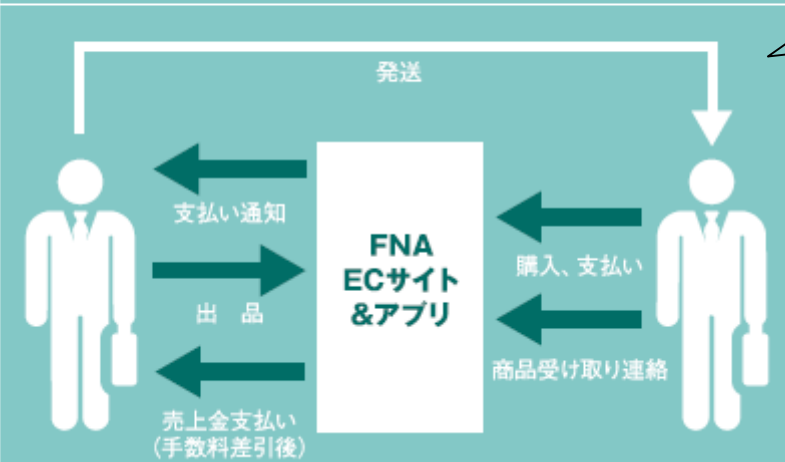 発送
支払い通知
出　品
売上金支払い
（手数料差引後）
FNA
ECサイト
&アプリ
購入、支払い
商品受け取り連絡